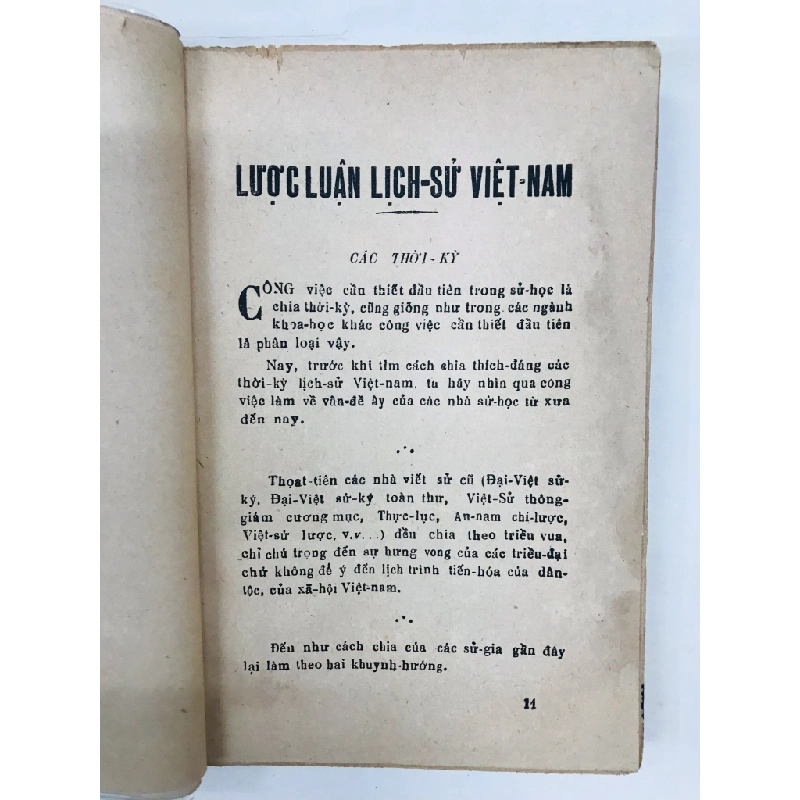 LƯỢC LUẬN LỊCH-SỬ VIỆT-NAM
CÁC THỜI-KỲ
CÔNG việc cần thiết đầu tiên trong sử-học là
chia thời-kỳ, cũng giống như trong các ngành
khoa-học khác công việc cần thiết đầu tiên
là phân loại vậy.
Nay, trước khi tìm cách chia thích-đáng các
thời-kỳ lịch-sử Việt-nam, ta hãy nhìn qua công
việc làm về vấn-đề ấy của các nhà sử-học từ xưa
đến nay.
Thoạt-tiên các nhà viết sử cũ (Đại-Việt sử-
ký, Đại-Việt sử-ký toàn thư, Việt-Sử thông-
giám cương mục, Thực-lục, An-nam chí-lược,
Việt-sử lược, v.v...) đều chia theo triều vua,
chỉ chú trọng đến sự hưng vong của các triều-đại
chứ không để ý đến lịch trình tiến-hóa của dân-
tộc, của xã-hội Việt-nam.
Đến như cách chia của các sử-gia gần đây
lại làm theo hai khuynh-hướng.
11